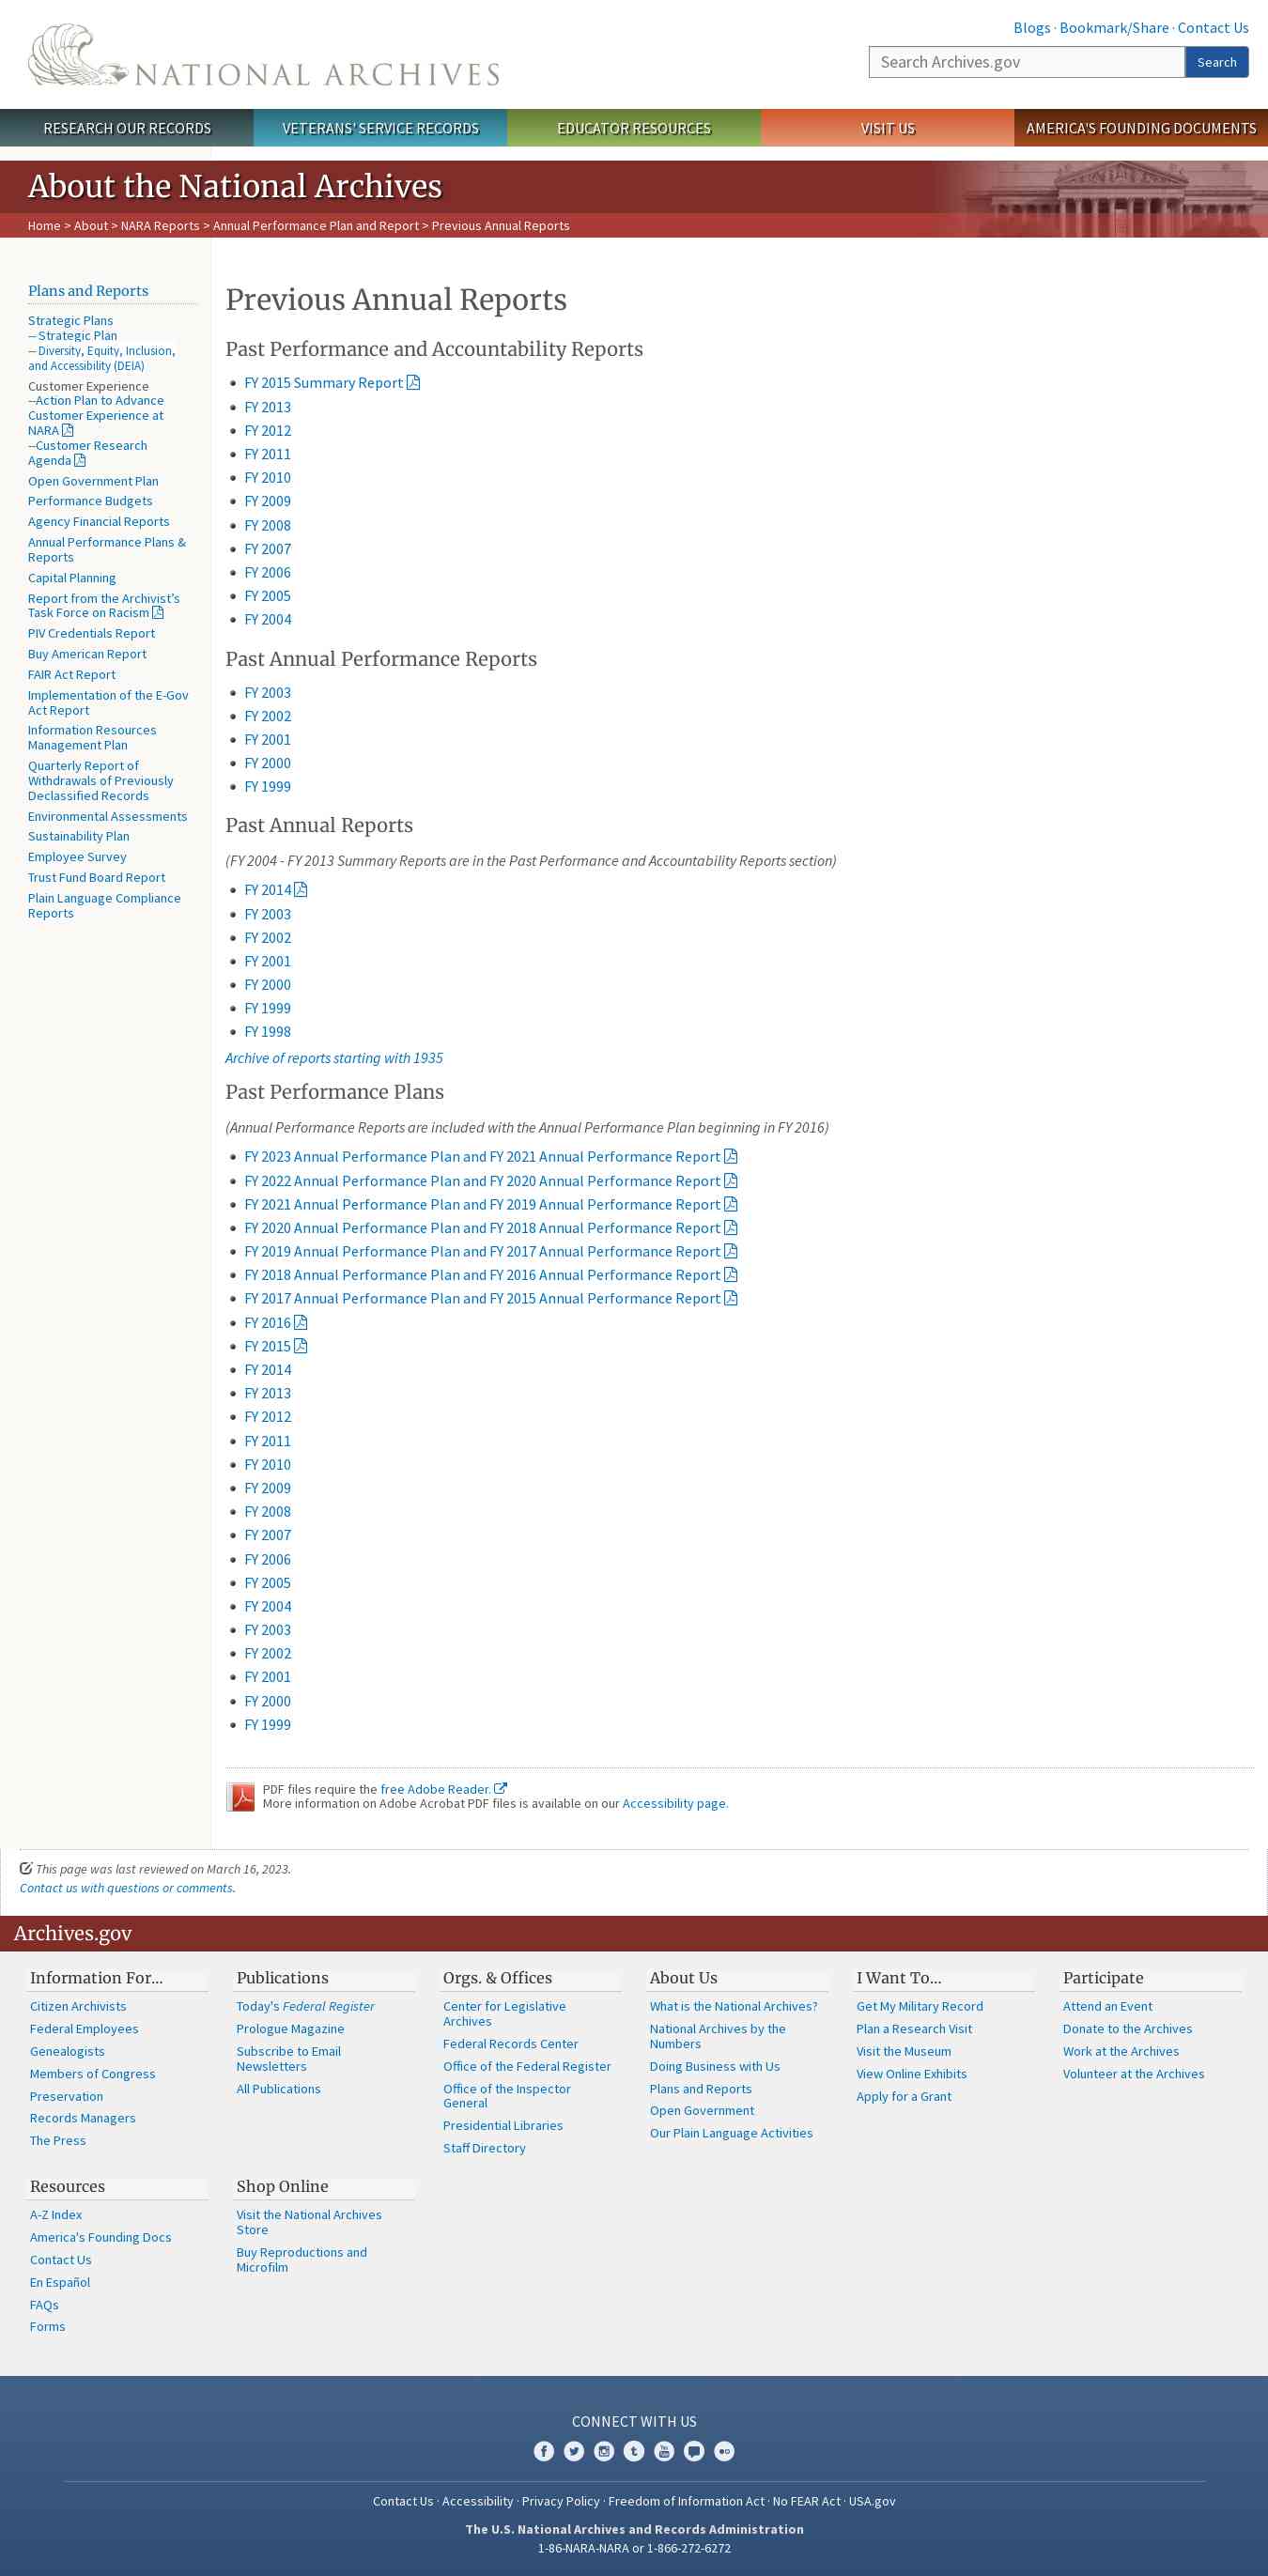 Blogs · Bookmark/Share · Contact Us
NATIONAL ARCHIVES
Search Archives.gov
Search
RESEARCH OUR RECORDS
VETERANS' SERVICE RECORDS
EDUCATOR RESOURCES
VISIT US
AMERICA'S FOUNDING DOCUMENTS
About the National Archives
Home > About > NARA Reports > Annual Performance Plan and Report > Previous Annual Reports
Plans and Reports
Strategic Plans
— Strategic Plan
— Diversity, Equity, Inclusion,
and Accessibility (DEIA)
Customer Experience
--Action Plan to Advance
Customer Experience at
NARA
--Customer Research
Agenda
Open Government Plan
Performance Budgets
Agency Financial Reports
Annual Performance Plans &
Reports
Capital Planning
Report from the Archivist’s
Task Force on Racism
PIV Credentials Report
Buy American Report
FAIR Act Report
Implementation of the E-Gov
Act Report
Information Resources
Management Plan
Quarterly Report of
Withdrawals of Previously
Declassified Records
Environmental Assessments
Sustainability Plan
Employee Survey
Trust Fund Board Report
Plain Language Compliance
Reports
Previous Annual Reports
Past Performance and Accountability Reports
FY 2015 Summary Report
FY 2013
FY 2012
FY 2011
FY 2010
FY 2009
FY 2008
FY 2007
FY 2006
FY 2005
FY 2004
Past Annual Performance Reports
FY 2003
FY 2002
FY 2001
FY 2000
FY 1999
Past Annual Reports
(FY 2004 - FY 2013 Summary Reports are in the Past Performance and Accountability Reports section)
FY 2014
FY 2003
FY 2002
FY 2001
FY 2000
FY 1999
FY 1998
Archive of reports starting with 1935
Past Performance Plans
(Annual Performance Reports are included with the Annual Performance Plan beginning in FY 2016)
FY 2023 Annual Performance Plan and FY 2021 Annual Performance Report
FY 2022 Annual Performance Plan and FY 2020 Annual Performance Report
FY 2021 Annual Performance Plan and FY 2019 Annual Performance Report
FY 2020 Annual Performance Plan and FY 2018 Annual Performance Report
FY 2019 Annual Performance Plan and FY 2017 Annual Performance Report
FY 2018 Annual Performance Plan and FY 2016 Annual Performance Report
FY 2017 Annual Performance Plan and FY 2015 Annual Performance Report
FY 2016
FY 2015
FY 2014
FY 2013
FY 2012
FY 2011
FY 2010
FY 2009
FY 2008
FY 2007
FY 2006
FY 2005
FY 2004
FY 2003
FY 2002
FY 2001
FY 2000
FY 1999
PDF files require the free Adobe Reader.
More information on Adobe Acrobat PDF files is available on our Accessibility page.
This page was last reviewed on March 16, 2023.
Contact us with questions or comments.
Archives.gov
Information For…
Citizen Archivists
Federal Employees
Genealogists
Members of Congress
Preservation
Records Managers
The Press
Publications
Today's Federal Register
Prologue Magazine
Subscribe to Email
Newsletters
All Publications
Orgs. & Offices
Center for Legislative
Archives
Federal Records Center
Office of the Federal Register
Office of the Inspector
General
Presidential Libraries
Staff Directory
About Us
What is the National Archives?
National Archives by the
Numbers
Doing Business with Us
Plans and Reports
Open Government
Our Plain Language Activities
I Want To…
Get My Military Record
Plan a Research Visit
Visit the Museum
View Online Exhibits
Apply for a Grant
Participate
Attend an Event
Donate to the Archives
Work at the Archives
Volunteer at the Archives
Resources
A-Z Index
America's Founding Docs
Contact Us
En Español
FAQs
Forms
Shop Online
Visit the National Archives
Store
Buy Reproductions and
Microfilm
CONNECT WITH US
Contact Us · Accessibility · Privacy Policy · Freedom of Information Act · No FEAR Act · USA.gov
The U.S. National Archives and Records Administration
1-86-NARA-NARA or 1-866-272-6272